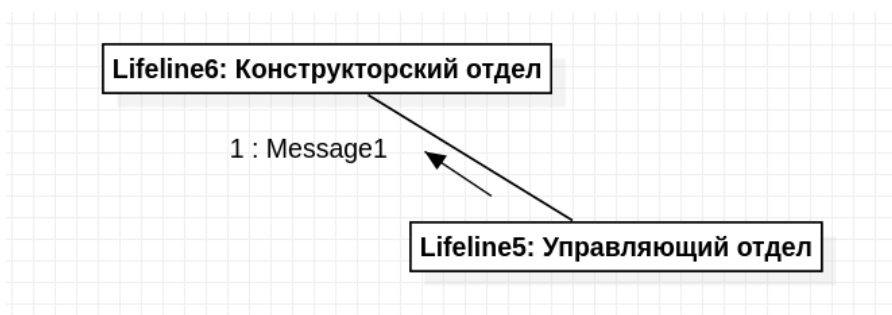 Lifeline6: Конструкторский отдел
1 : Message1
Lifeline5: Управляющий отдел